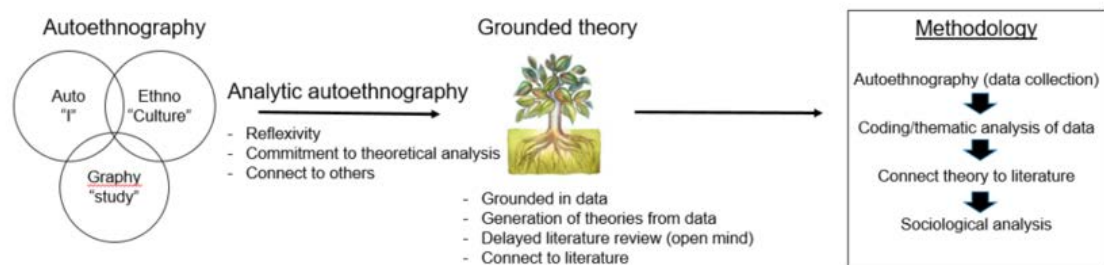 Autoethnography
Auto
"I"
Ethno
"Culture"
Graphy
"study"
Analytic autoethnography
- Reflexivity
- Commitment to theoretical analysis
- Connect to others
Grounded theory
- Grounded in data
- Generation of theories from data
- Delayed literature review (open mind)
- Connect to literature
Methodology
Autoethnography (data collection)
Coding/thematic analysis of data
Connect theory to literature
Sociological analysis